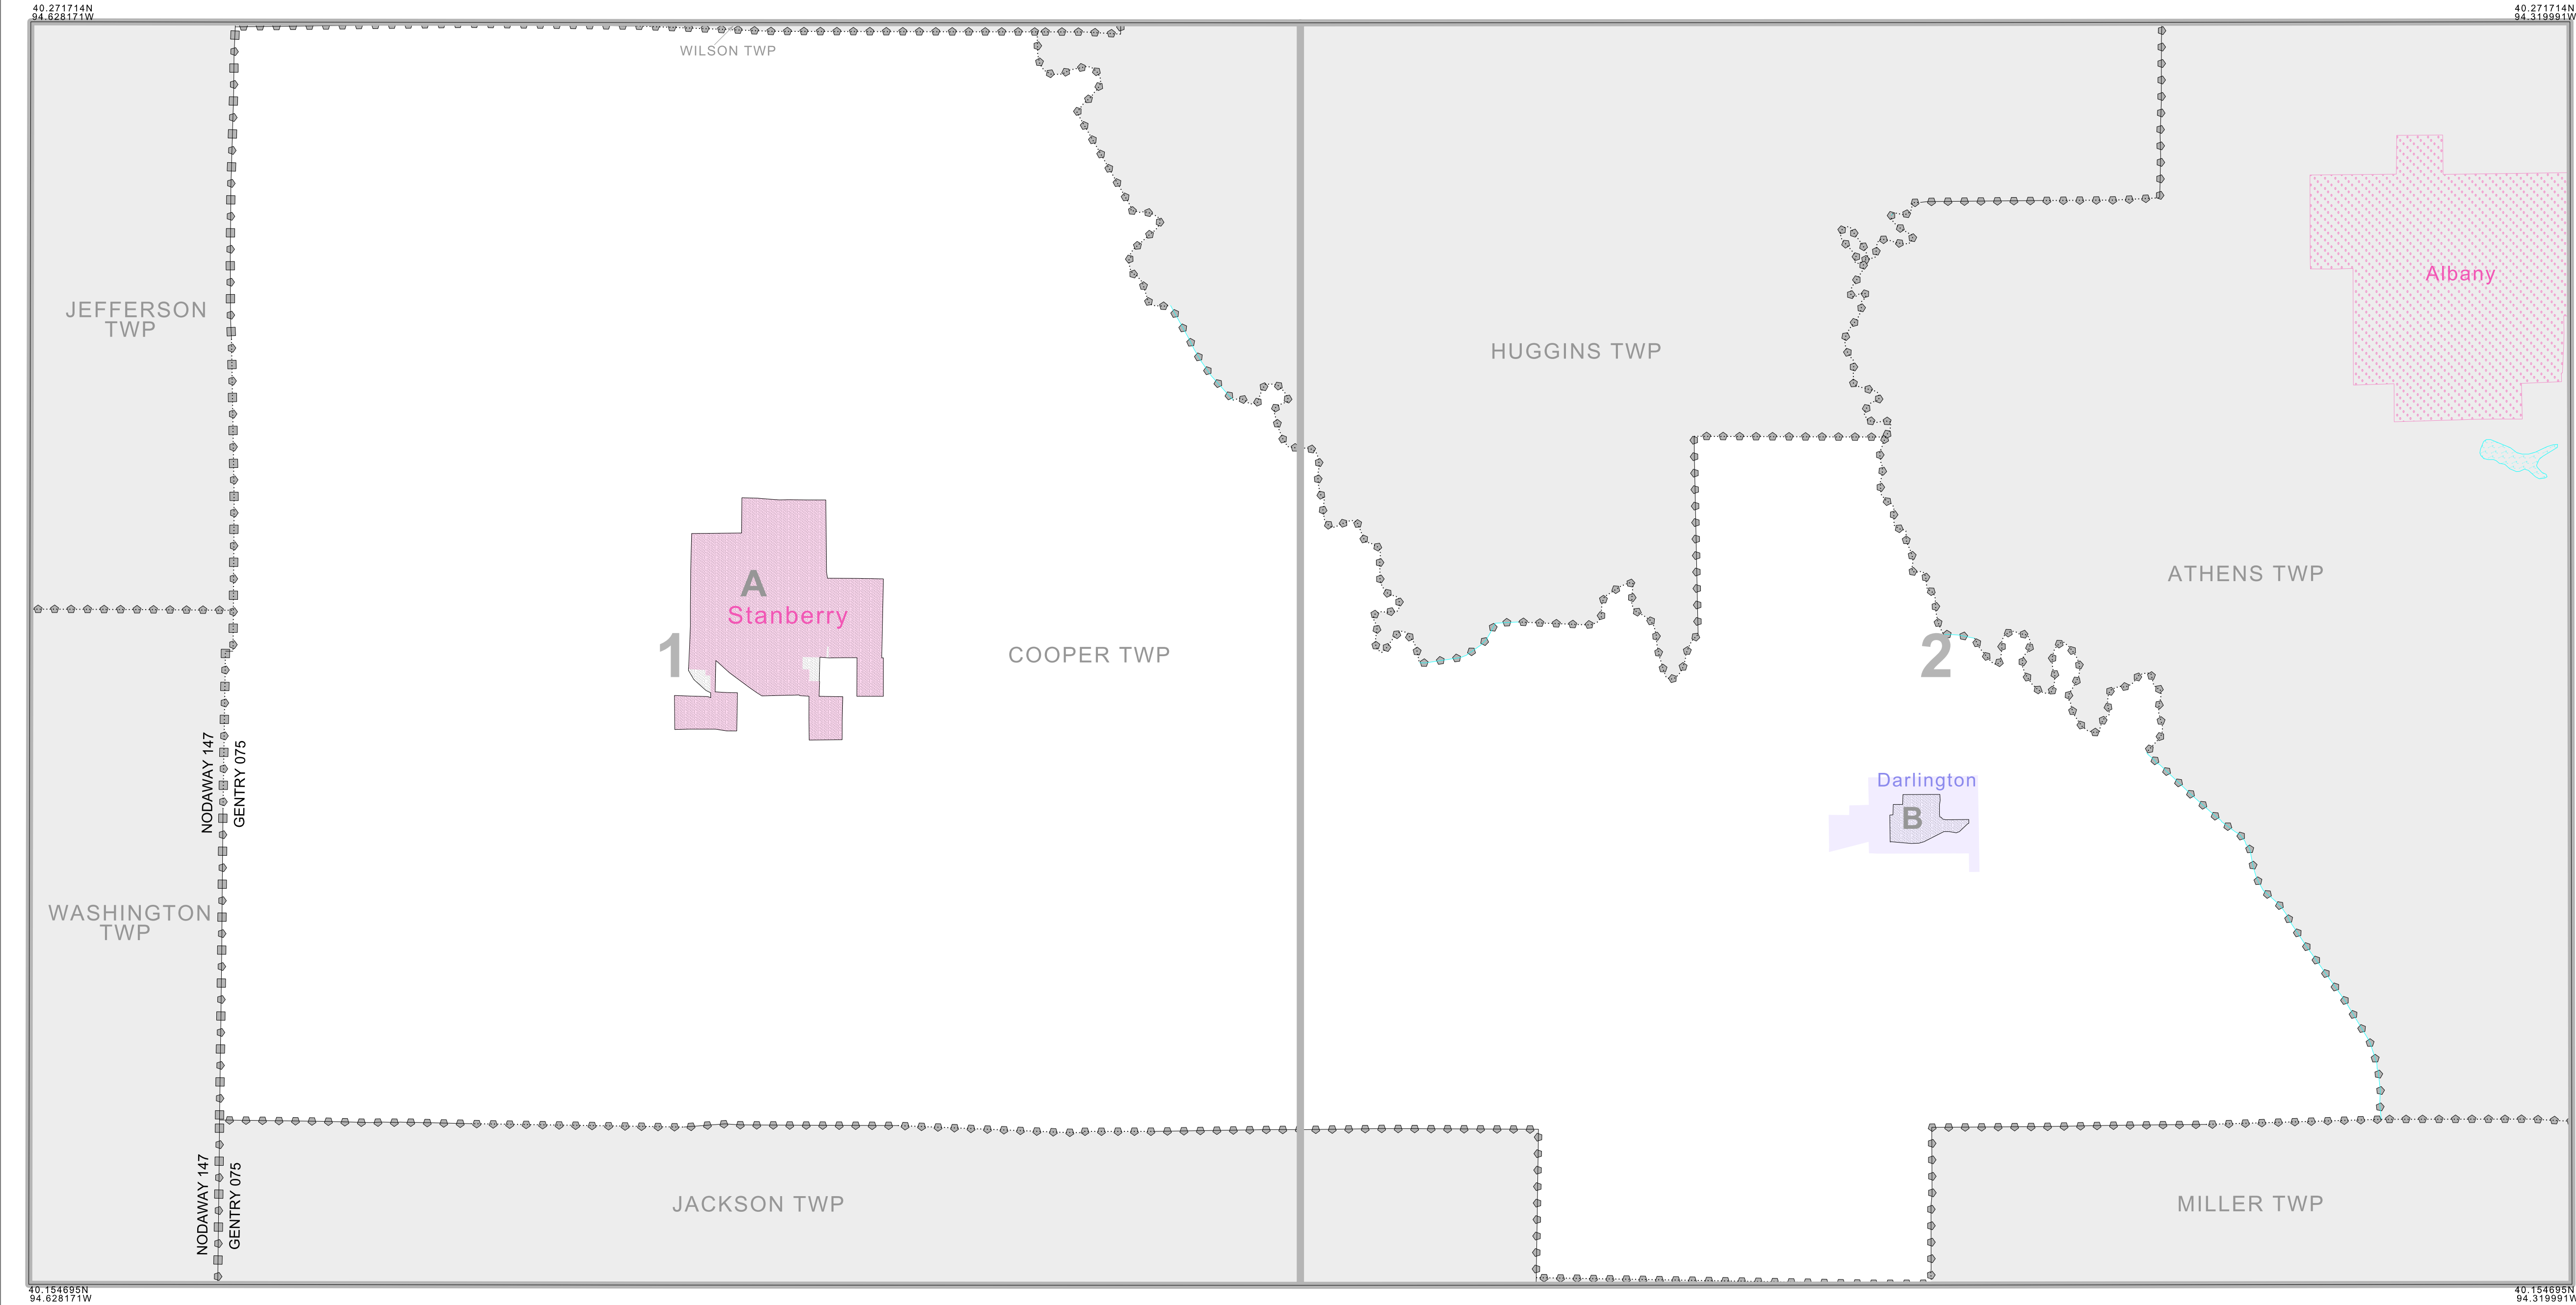 40.271714N
94.628171W
40.271714N
94.319991W
WILSON TWP
Albany
JEFFERSON
TWP
HUGGINS TWP
ATHENS TWP
A
Stanberry
1
COOPER TWP
2
NODAWAY 147
GENTRY 075
Darlington
B
WASHINGTON
TWP
NODAWAY 147
GENTRY 075
JACKSON TWP
MILLER TWP
40.154695N
94.628171W
40.154695N
94.319991W